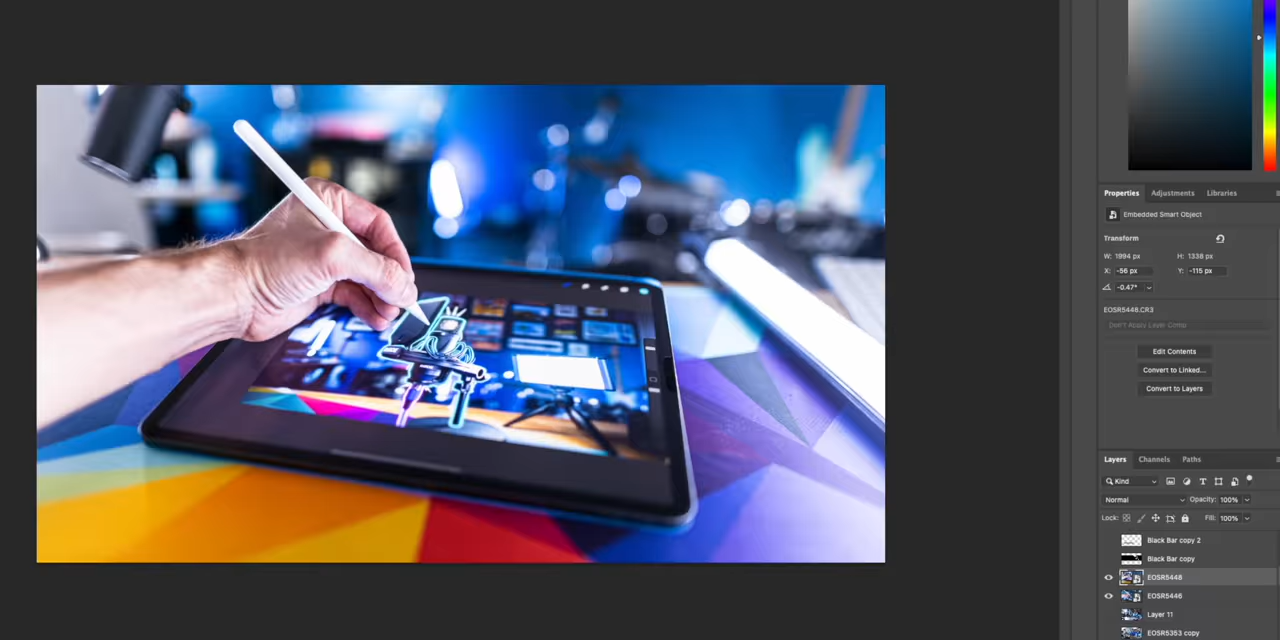 Properties Adjustments Libraries
Embedded Smart Object
Transform
W: 1994 px H: 1338 px
X: -56 px Y: -115 px
-0.47°
EOSR5448.CR3
Don't Apply Layer Comp
Edit Contents
Convert to Linked...
Convert to Layers
Layers Channels Paths
Kind
Normal Opacity: 100%
Lock: Fill: 100%
Black Bar copy 2
Black Bar copy
EOSR5448
EOSR5446
Layer 11
EOSR5353 copy